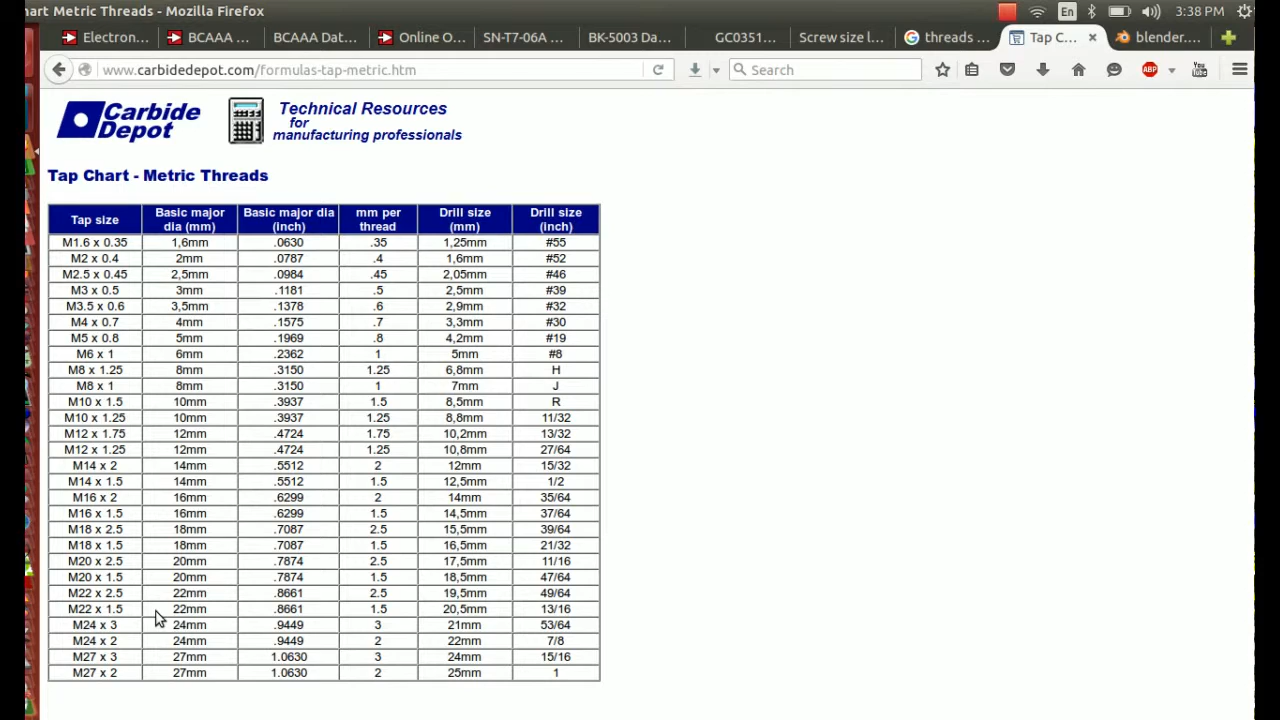 hart Metric Threads - Mozilla Firefox
En
3:38 PM
Electron...
BCAAA ...
BCAAA Dat...
Online O...
SN-T7-06A ...
BK-5003 Da...
GC0351...
Screw size l...
threads ...
Tap C...
blender....
www.carbidedepot.com/formulas-tap-metric.htm
Search
ABP
You Tube
Carbide Depot
Technical Resources
for
manufacturing professionals
Tap Chart - Metric Threads
Tap size Basic major dia (mm) Basic major dia (inch) mm per thread Drill size (mm) Drill size (inch)
M1.6 x 0.35 1,6mm .0630 .35 1,25mm #55
M2 x 0.4 2mm .0787 .4 1,6mm #52
M2.5 x 0.45 2,5mm .0984 .45 2,05mm #46
M3 x 0.5 3mm .1181 .5 2,5mm #39
M3.5 x 0.6 3,5mm .1378 .6 2,9mm #32
M4 x 0.7 4mm .1575 .7 3,3mm #30
M5 x 0.8 5mm .1969 .8 4,2mm #19
M6 x 1 6mm .2362 1 5mm #8
M8 x 1.25 8mm .3150 1.25 6,8mm H
M8 x 1 8mm .3150 1 7mm J
M10 x 1.5 10mm .3937 1.5 8,5mm R
M10 x 1.25 10mm .3937 1.25 8,8mm 11/32
M12 x 1.75 12mm .4724 1.75 10,2mm 13/32
M12 x 1.25 12mm .4724 1.25 10,8mm 27/64
M14 x 2 14mm .5512 2 12mm 15/32
M14 x 1.5 14mm .5512 1.5 12,5mm 1/2
M16 x 2 16mm .6299 2 14mm 35/64
M16 x 1.5 16mm .6299 1.5 14,5mm 37/64
M18 x 2.5 18mm .7087 2.5 15,5mm 39/64
M18 x 1.5 18mm .7087 1.5 16,5mm 21/32
M20 x 2.5 20mm .7874 2.5 17,5mm 11/16
M20 x 1.5 20mm .7874 1.5 18,5mm 47/64
M22 x 2.5 22mm .8661 2.5 19,5mm 49/64
M22 x 1.5 22mm .8661 1.5 20,5mm 13/16
M24 x 3 24mm .9449 3 21mm 53/64
M24 x 2 24mm .9449 2 22mm 7/8
M27 x 3 27mm 1.0630 3 24mm 15/16
M27 x 2 27mm 1.0630 2 25mm 1